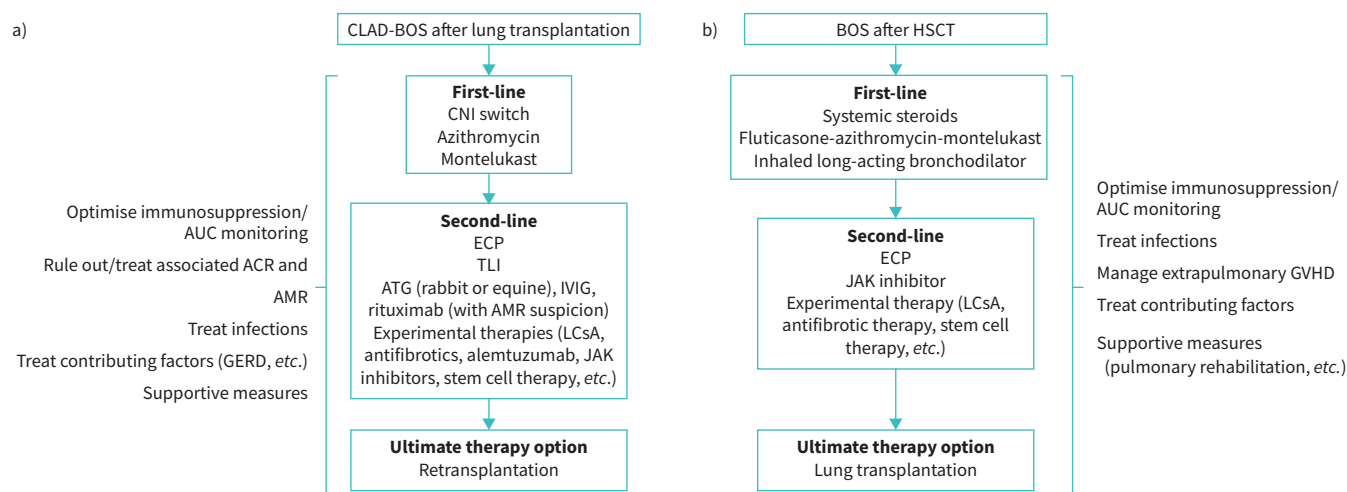 a)
CLAD-BOS after lung transplantation
First-line
CNI switch
Azithromycin
Montelukast
Optimise immunosuppression/
AUC monitoring
Rule out/treat associated ACR and
AMR
Treat infections
Treat contributing factors (GERD, etc.)
Supportive measures
Second-line
ECP
TLI
ATG (rabbit or equine), IVIG,
rituximab (with AMR suspicion)
Experimental therapies (LCsA,
antifibrotics, alemtuzumab, JAK
inhibitors, stem cell therapy, etc.)
Ultimate therapy option
Retransplantation
b)
BOS after HSCT
First-line
Systemic steroids
Fluticasone-azithromycin-montelukast
Inhaled long-acting bronchodilator
Second-line
ECP
JAK inhibitor
Experimental therapy (LCsA,
antifibrotic therapy, stem cell
therapy, etc.)
Ultimate therapy option
Lung transplantation
Optimise immunosuppression/
AUC monitoring
Treat infections
Manage extrapulmonary GVHD
Treat contributing factors
Supportive measures
(pulmonary rehabilitation, etc.)